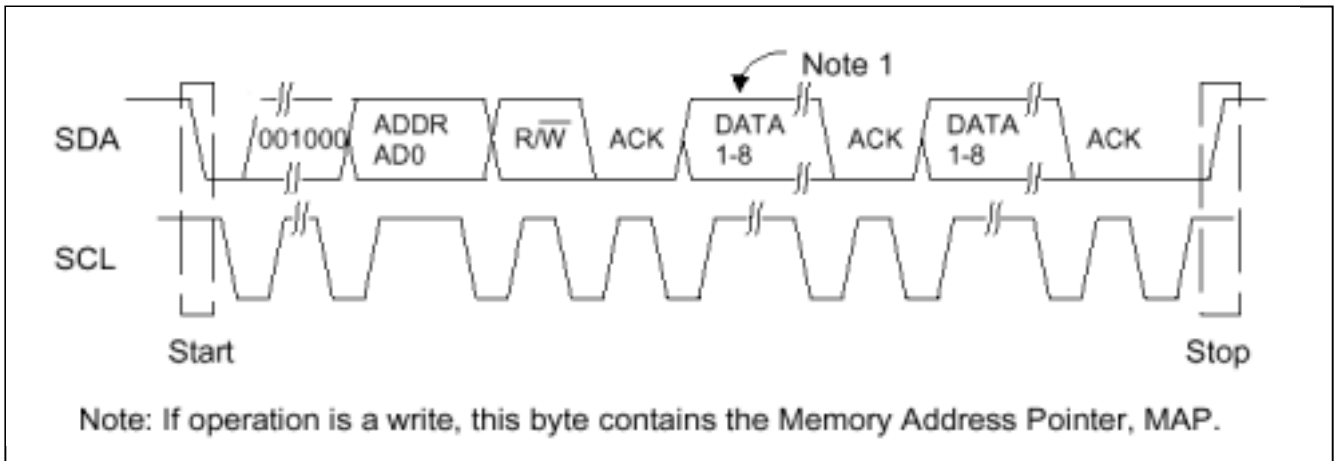 Note 1
SDA
001000
ADDR
AD0
R/W̅
ACK
DATA
1-8
ACK
DATA
1-8
ACK
SCL
Start
Stop
Note: If operation is a write, this byte contains the Memory Address Pointer, MAP.